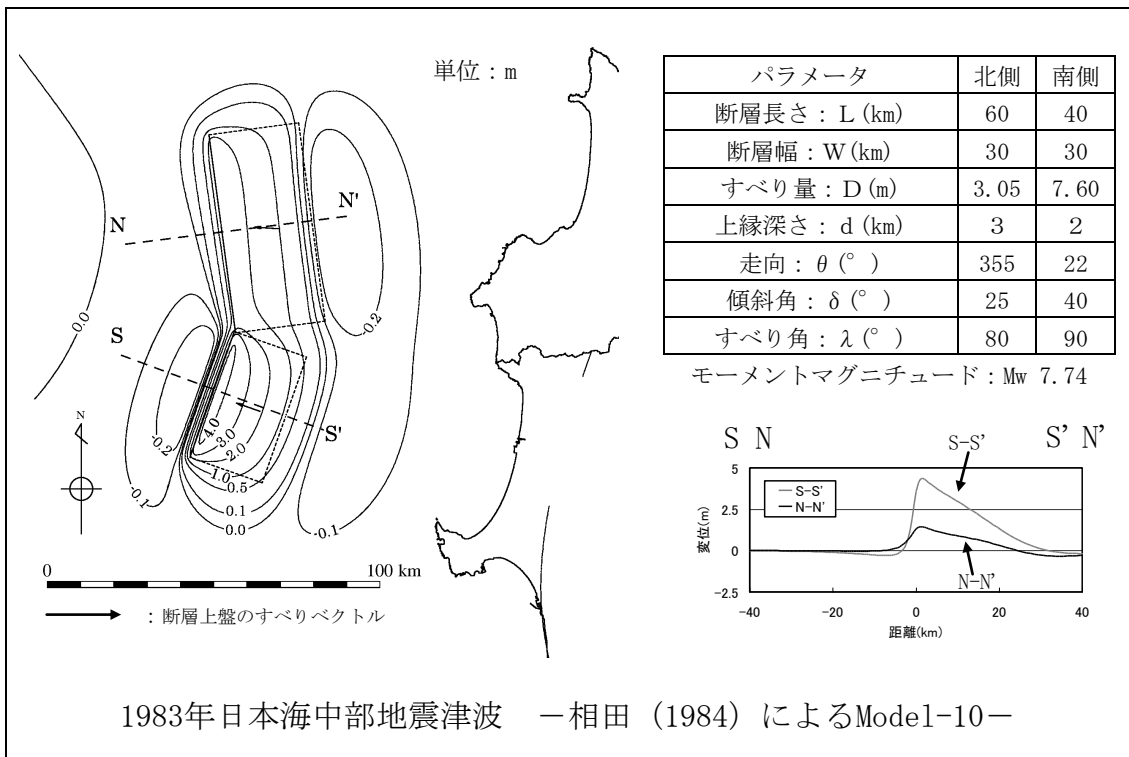 単位：m
N
N'
S
S'
0.0
-0.2
-0.2
-0.1
4.0
3.0
2.0
1.0
0.5
0.1
0.0
-0.1
N
0 100 km
：断層上盤のすべりベクトル
パラメータ 北側 南側
断層長さ：L(km) 60 40
断層幅：W(km) 30 30
すべり量：D(m) 3.05 7.60
上縁深さ：d(km) 3 2
走向：θ(°) 355 22
傾斜角：δ(°) 25 40
すべり角：λ(°) 80 90
モーメントマグニチュード：Mw 7.74
S N S' N'
S-S'
S-S'
N-N'
N-N'
5
2.5
0
-2.5
変位(m)
-40 -20 0 20 40
距離(km)
1983年日本海中部地震津波 －相田（1984）によるModel-10－